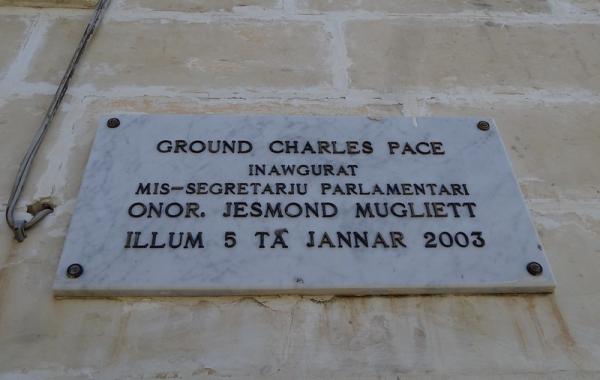 GROUND CHARLES PACE
INAWGURAT
MIS-SEGRETARJU PARLAMENTARI
ONOR. JESMOND MUGLIETT
ILLUM 5 TA JANNAR 2003